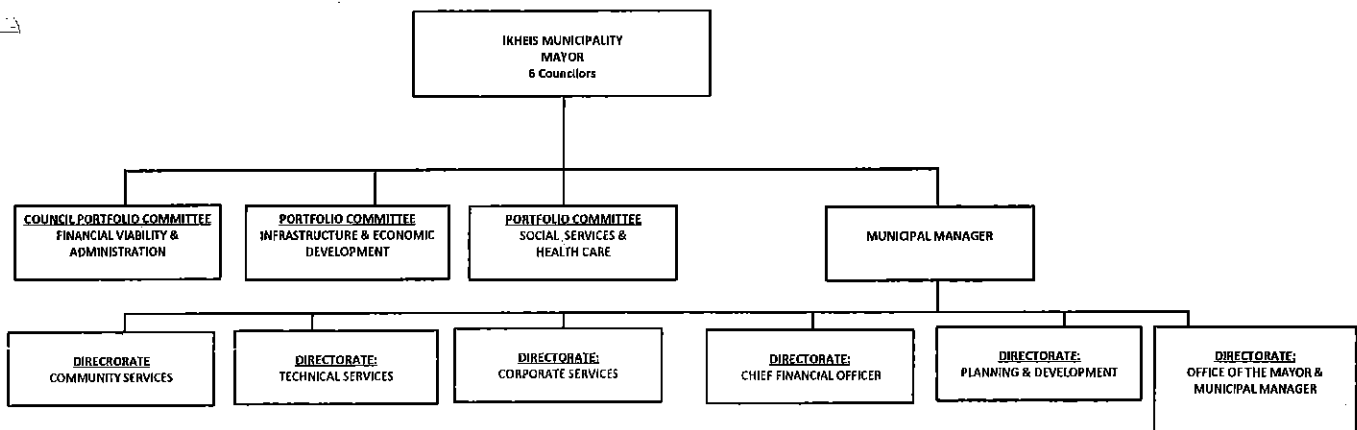 IKHEIS MUNICIPALITY
MAYOR
6 Councilors
COUNCIL PORTFOLIO COMMITTEE
FINANCIAL VIABILITY &
ADMINISTRATION
PORTFOLIO COMMITTEE
INFRASTRUCTURE & ECONOMIC
DEVELOPMENT
PORTFOLIO COMMITTEE
SOCIAL SERVICES &
HEALTH CARE
MUNICIPAL MANAGER
DIRECRORATE
COMMUNITY SERVICES
DIRECTORATE:
TECHNICAL SERVICES
DIRECTORATE:
CORPORATE SERVICES
DIRECTORATE:
CHIEF FINANCIAL OFFICER
DIRECTORATE:
PLANNING & DEVELOPMENT
DIRECTORATE:
OFFICE OF THE MAYOR &
MUNICIPAL MANAGER